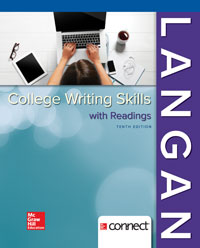 College Writing Skills
with Readings
TENTH EDITION
LANGAN
Mc
Graw
Hill
Education
connect